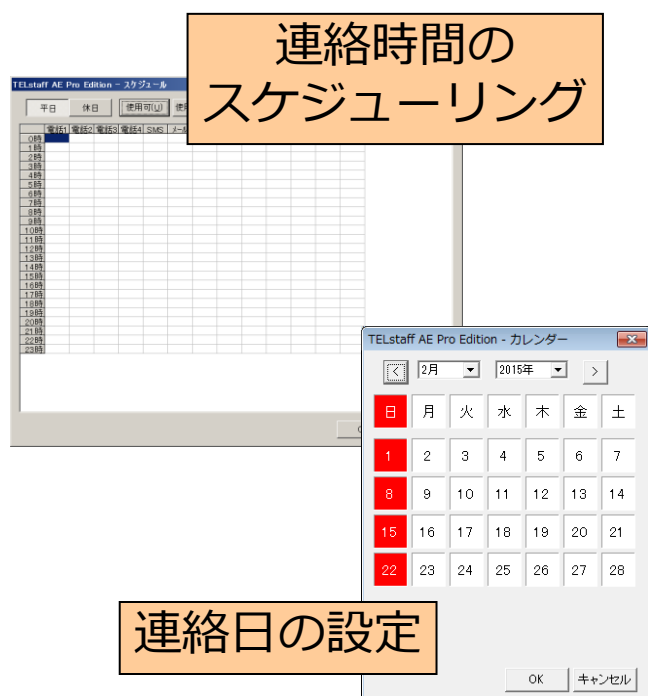 連絡時間の
スケジューリング
TELstaff AE Pro Edition - スケジュール
平日 休日 使用可(U)
電話1 電話2 電話3 電話4 SMS
0時
1時
2時
3時
4時
5時
6時
7時
8時
9時
10時
11時
12時
13時
14時
15時
16時
17時
18時
19時
20時
21時
22時
23時
TELstaff AE Pro Edition - カレンダー
< 2月 2015年 >
日 月 火 水 木 金 土
1 2 3 4 5 6 7
8 9 10 11 12 13 14
15 16 17 18 19 20 21
22 23 24 25 26 27 28
連絡日の設定
OK キャンセル